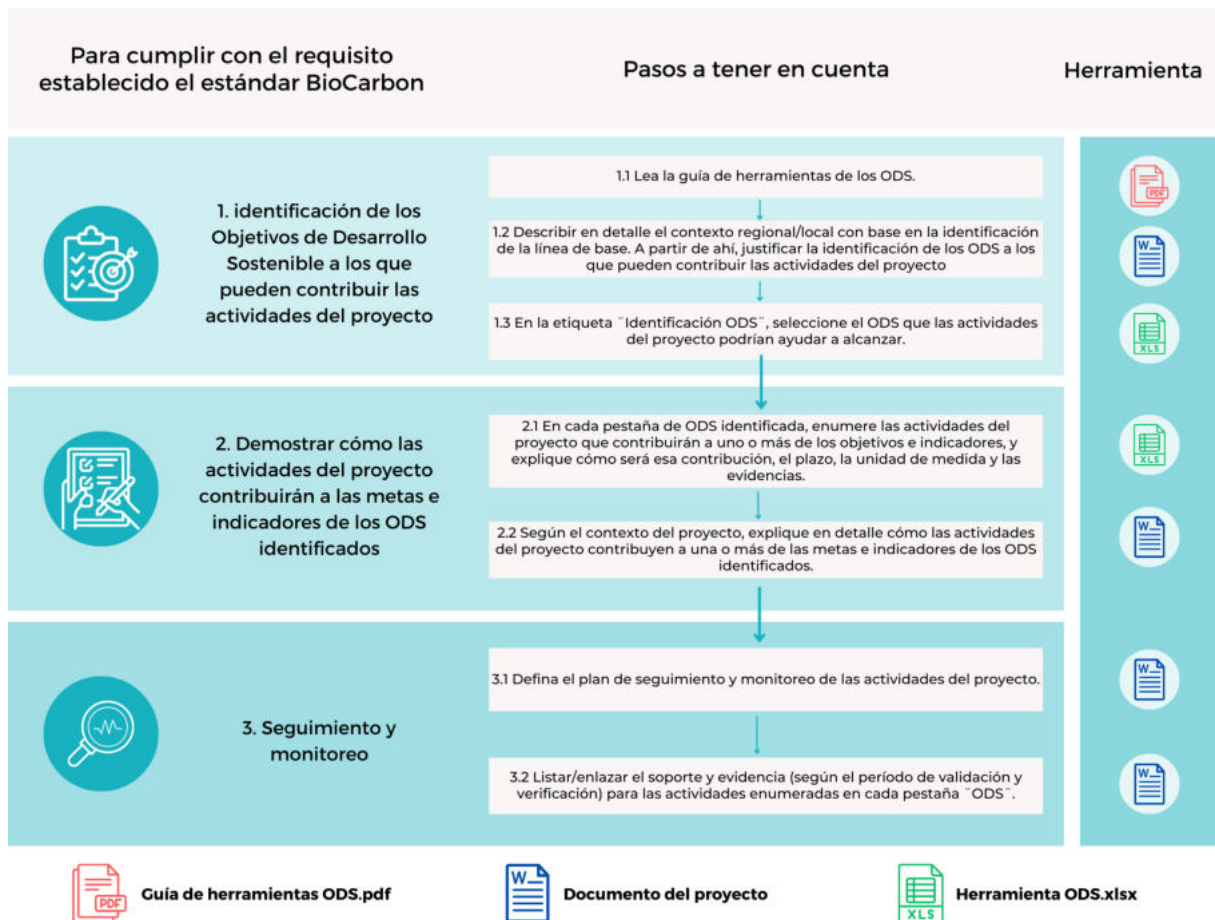 Para cumplir con el requisito
establecido el estándar BioCarbon
Pasos a tener en cuenta
Herramienta
1. identificación de los
Objetivos de Desarrollo
Sostenible a los que
pueden contribuir las
actividades del proyecto
1.1 Lea la guía de herramientas de los ODS.
PDF
1.2 Describir en detalle el contexto regional/local con base en la identificación
de la línea de base. A partir de ahí, justificar la identificación de los ODS a los
que pueden contribuir las actividades del proyecto
W
1.3 En la etiqueta ¨Identificación ODS¨, seleccione el ODS que las actividades
del proyecto podrían ayudar a alcanzar.
XLS
2. Demostrar cómo las
actividades del proyecto
contribuirán a las metas e
indicadores de los ODS
identificados
2.1 En cada pestaña de ODS identificada, enumere las actividades del
proyecto que contribuirán a uno o más de los objetivos e indicadores, y
explique cómo será esa contribución, el plazo, la unidad de medida y las
evidencias.
XLS
2.2 Según el contexto del proyecto, explique en detalle cómo las actividades
del proyecto contribuyen a una o más de las metas e indicadores de los ODS
identificados.
W
3. Seguimiento y
monitoreo
3.1 Defina el plan de seguimiento y monitoreo de las actividades del proyecto.
W
3.2 Listar/enlazar el soporte y evidencia (según el período de validación y
verificación) para las actividades enumeradas en cada pestaña ¨ODS¨.
W
PDF
Guía de herramientas ODS.pdf
W
Documento del proyecto
XLS
Herramienta ODS.xlsx